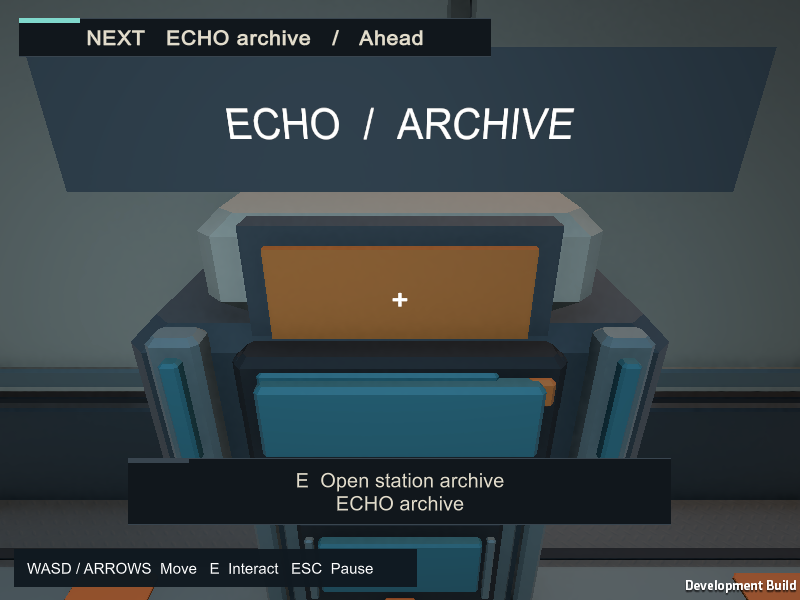 NEXT ECHO archive / Ahead
ECHO / ARCHIVE
E Open station archive
ECHO archive
WASD / ARROWS Move E Interact ESC Pause
Development Build